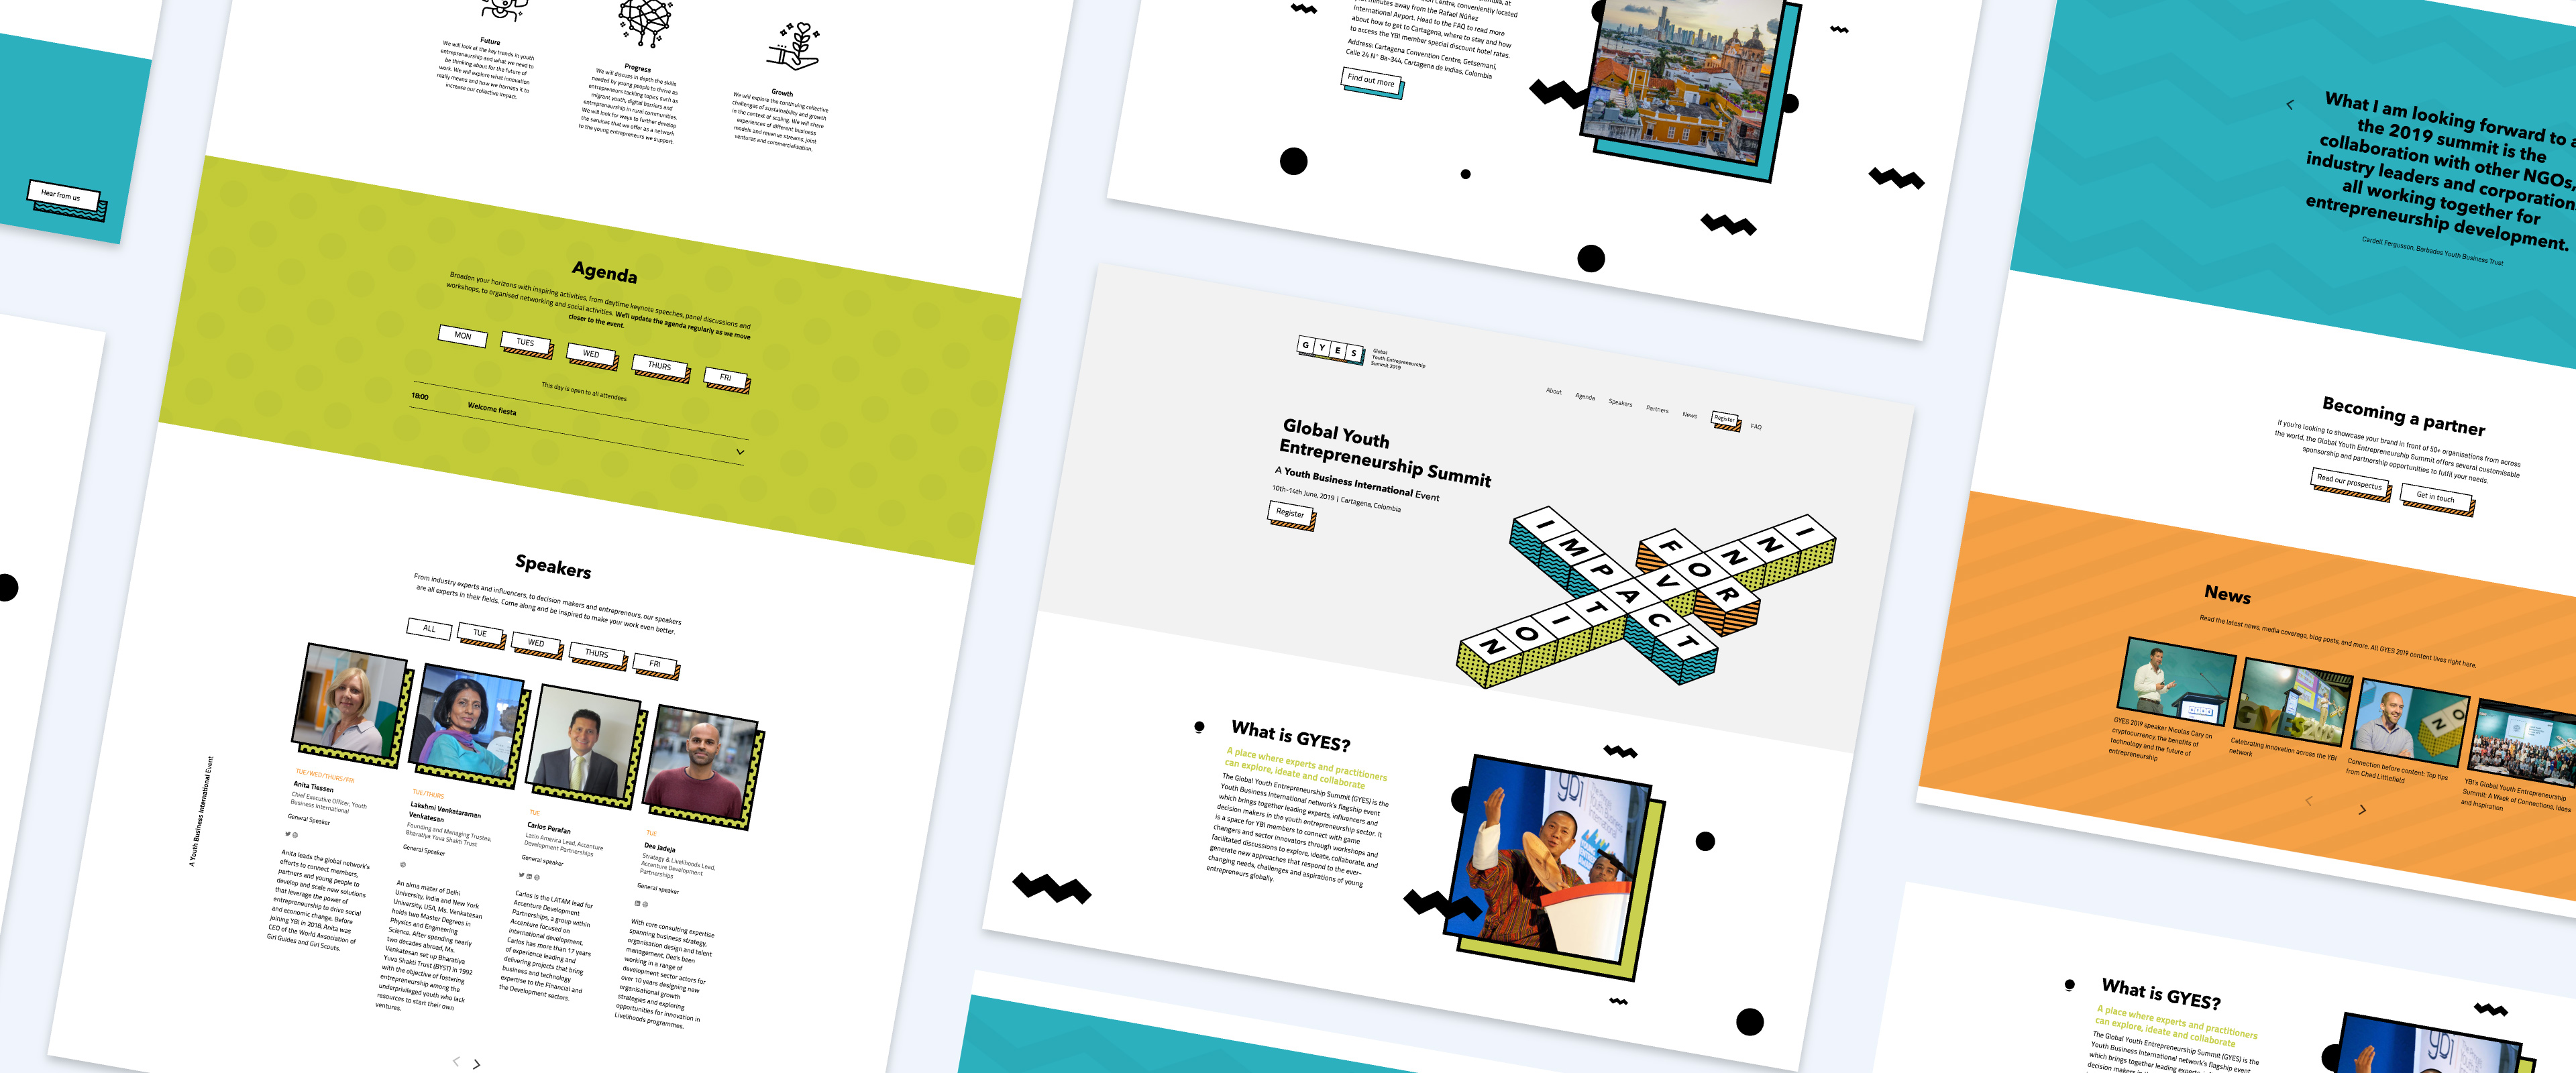 Hear from us
Future
We will look at the key trends in youth
entrepreneurship and what we need to
be thinking about for the future of
work. We will explore what innovation
really means and how we harness it to
increase our collective impact.
Progress
We will discuss in depth the skills
needed by young people to thrive as
entrepreneurs tackling topics such as
migrant youth, digital barriers and
entrepreneurship in rural communities.
We will look for ways to further develop
the services that we offer as a network
to the young entrepreneurs we support.
Growth
We will explore the continuing collective
challenges of sustainability and growth
in the context of scaling. We will share
experiences of different business
models and revenue streams, joint
ventures and commercialisation.
Agenda
Broaden your horizons with inspiring activities, from daytime keynote speeches, panel discussions and
workshops, to organised networking and social activities. We'll update the agenda regularly as we move
closer to the event.
MON
TUES
WED
THURS
FRI
This day is open to all attendees
18:00
Welcome fiesta
Speakers
From industry experts and influencers, to decision makers and entrepreneurs, our speakers
are all experts in their fields. Come along and be inspired to make your work even better.
ALL
TUE
WED
THURS
FRI
TUE/WED/THURS/FRI
Anita Tiessen
Chief Executive Officer, Youth
Business International
General Speaker
Anita leads the global network's
efforts to connect members,
partners and young people to
develop and scale new solutions
that leverage the power of
entrepreneurship to drive social
and economic change. Before
joining YBI in 2018, Anita was
CEO of the World Association of
Girl Guides and Girl Scouts.
TUE/THURS
Lakshmi Venkataraman
Venkatesan
Founding and Managing Trustee,
Bharatiya Yuva Shakti Trust
General Speaker
An alma mater of Delhi
University, India and New York
University, USA, Ms. Venkatesan
holds two Master Degrees in
Physics and Engineering
Science. After spending nearly
two decades abroad, Ms.
Venkatesan set up Bharatiya
Yuva Shakti Trust (BYST) in 1992
with the objective of fostering
entrepreneurship among the
underprivileged youth who lack
resources to start their own
ventures.
TUE
Carlos Perafan
Latin America Lead, Accenture
Development Partnerships
General speaker
Carlos is the LATAM lead for
Accenture Development
Partnerships, a group within
Accenture focused on
international development.
Carlos has more than 17 years
of experience leading and
delivering projects that bring
business and technology
expertise to the Financial and
the Development sectors.
TUE
Dee Jadeja
Strategy & Livelihoods Lead,
Accenture Development
Partnerships
General speaker
With core consulting expertise
spanning business strategy,
organisation design and talent
management, Dee's been
working in a range of
development sector actors for
over 10 years designing new
organisational growth
strategies and exploring
opportunities for innovation in
Livelihoods programmes.
A Youth Business International Event
Centre, conveniently located
minutes away from the Rafael Núñez
International Airport. Head to the FAQ to read more
about how to get to Cartagena, where to stay and how
to access the YBI member special discount hotel rates.
Address: Cartagena Convention Centre, Getsemaní,
Calle 24 N° 8a-344, Cartagena de Indias, Colombia
Find out more
GYES
Global
Youth Entrepreneurship
Summit 2019
About
Agenda
Speakers
Partners
News
Register
FAQ
Global Youth
Entrepreneurship Summit
A Youth Business International Event
10th-14th June, 2019 | Cartagena, Colombia
Register
IMPACT
FOR
INNOVATION
What is GYES?
A place where experts and practitioners
can explore, ideate and collaborate
The Global Youth Entrepreneurship Summit (GYES) is the
Youth Business International network's flagship event
which brings together leading experts, influencers and
decision makers in the youth entrepreneurship sector. It
is a space for YBI members to connect with game
changers and sector innovators through workshops and
facilitated discussions to explore, ideate, collaborate, and
generate new approaches that respond to the ever-
changing needs, challenges and aspirations of young
entrepreneurs globally.
What I am looking forward to
the 2019 summit is the
collaboration with other NGOs,
industry leaders and corporation
all working together for
entrepreneurship development.
Cardell Fergusson, Barbados Youth Business Trust
Becoming a partner
If you're looking to showcase your brand in front of 50+ organisations from across
the world, the Global Youth Entrepreneurship Summit offers several customisable
sponsorship and partnership opportunities to fulfil your needs.
Read our prospectus
Get in touch
News
Read the latest news, media coverage, blog posts, and more. All GYES 2019 content lives right here.
GYES 2019 speaker Nicolas Cary on
cryptocurrency, the benefits of
technology and the future of
entrepreneurship
Celebrating innovation across the YBI
network
Connection before content: Top tips
from Chad Littlefield
YBI's Global Youth Entrepreneurship
Summit: A Week of Connections, Ideas
and Inspiration
What is GYES?
A place where experts and practitioners
can explore, ideate and collaborate
The Global Youth Entrepreneurship Summit (GYES) is the
Youth Business International network's flagship event
which brings together leading experts,
decision makers in the